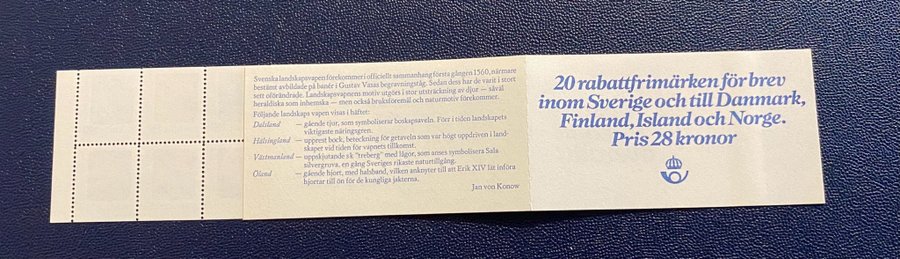 Svenska landskapsvapen förekommer i officiellt sammanhang första gången 1560, närmare
bestämt avbildade på banér i Gustav Vasas begravningståg. Sedan dess har de varit i stort
sett oförändrade. Landskapsvapnens motiv utgörs i stor utsträckning av djur — såväl
heraldiska som inhemska — men också bruksföremål och naturmotiv förekommer.
Följande landskaps vapen visas i häftet:
Dalsland — gående tjur, som symboliserar boskapsaveln. Förr i tiden landskapets
viktigaste näringsgren.
Hälsingland — upprest bock, beteckning för getaveln som var högt uppdriven i land-
skapet vid tiden för vapnets tillkomst.
Västmanland — uppskjutande s k "treberg" med lågor, som anses symbolisera Sala
silvergruva, en gång Sveriges rikaste naturtillgång.
Öland — gående hjort, med halsband, vilken anknyter till att Erik XIV lät införa
hjortar till ön för de kungliga jakterna.
Jan von Konow
20 rabattfrimärken för brev
inom Sverige och till Danmark,
Finland, Island och Norge.
Pris 28 kronor